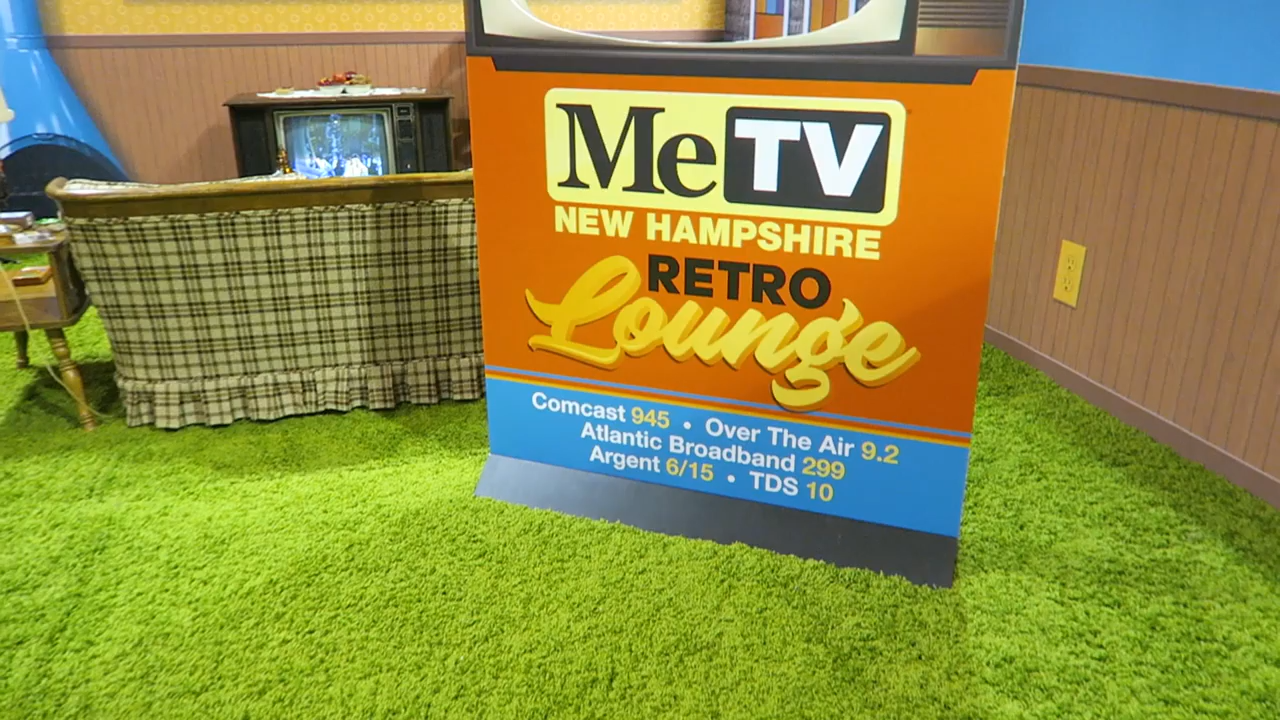 MeTV
NEW HAMPSHIRE
RETRO
Lounge
Comcast 945 • Over The Air 9.2
Atlantic Broadband 299
Argent 6/15 • TDS 10